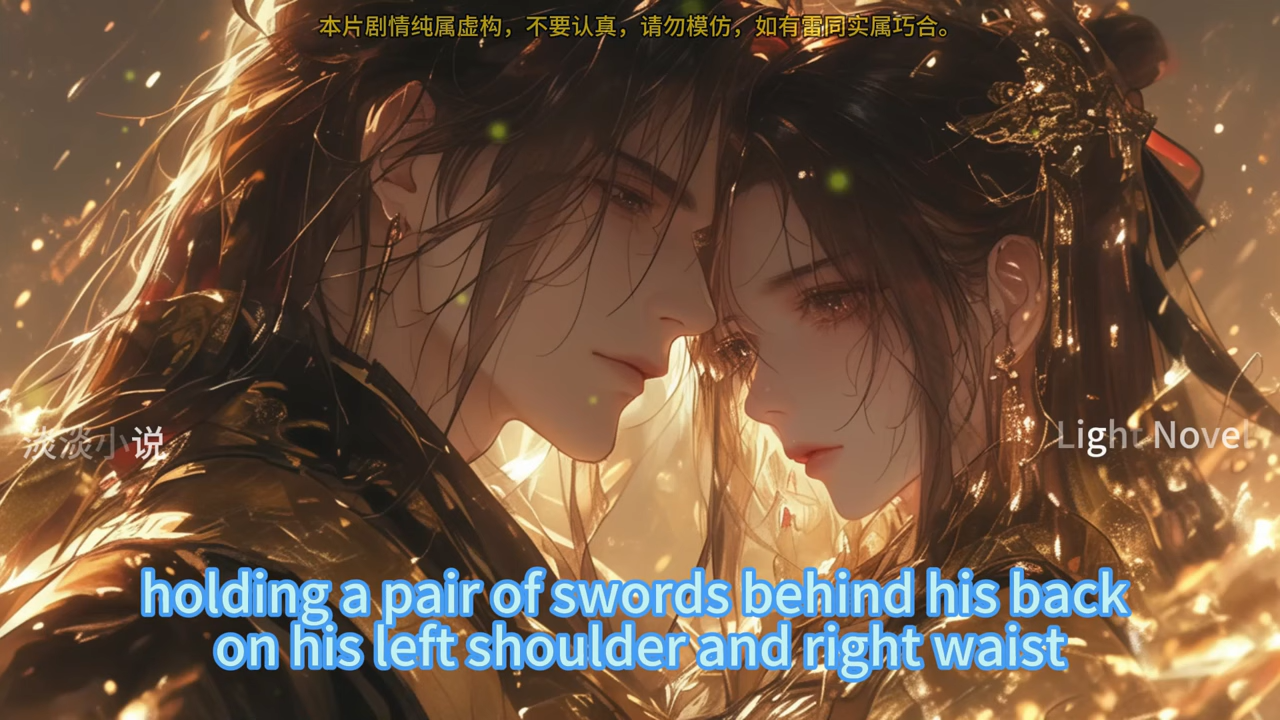 本片剧情纯属虚构，不要认真，请勿模仿，如有雷同实属巧合。
淡淡小说
Light Novel
holding a pair of swords behind his back
on his left shoulder and right waist